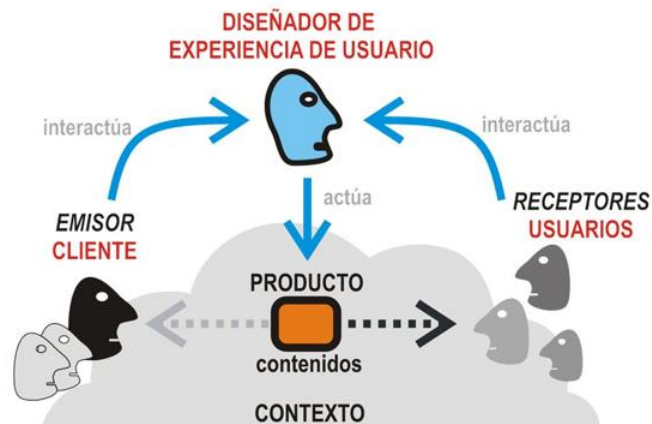 DISEÑADOR DE
EXPERIENCIA DE USUARIO
interactúa
interactúa
actúa
EMISOR
CLIENTE
RECEPTORES
USUARIOS
PRODUCTO
contenidos
CONTEXTO